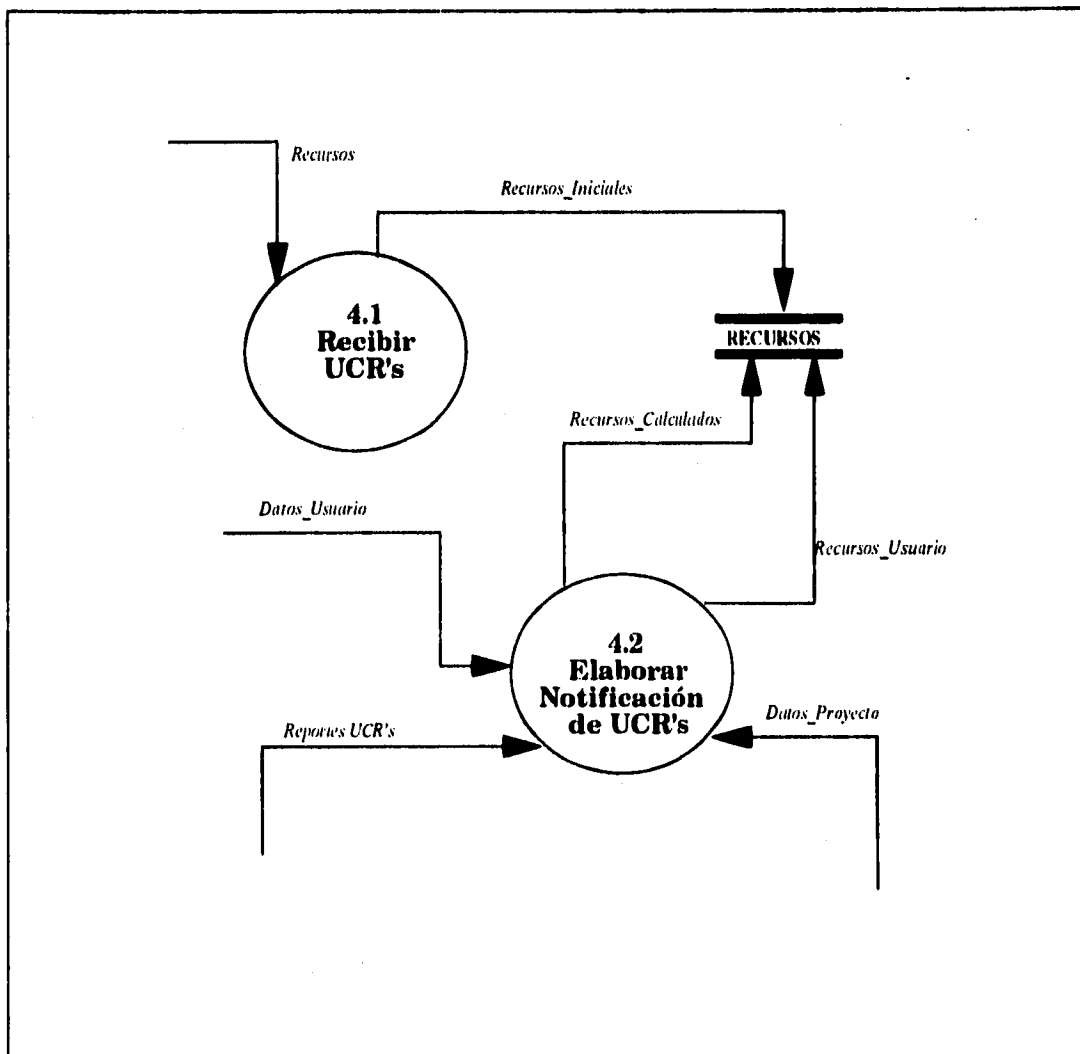 Recursos
Recursos_Iniciales
4.1
Recibir
UCR's
RECURSOS
Recursos_Calculados
Datos_Usuario
Recursos_Usuario
4.2
Elaborar
Notificación
de UCR's
Datos_Proyecto
Reportes UCR's